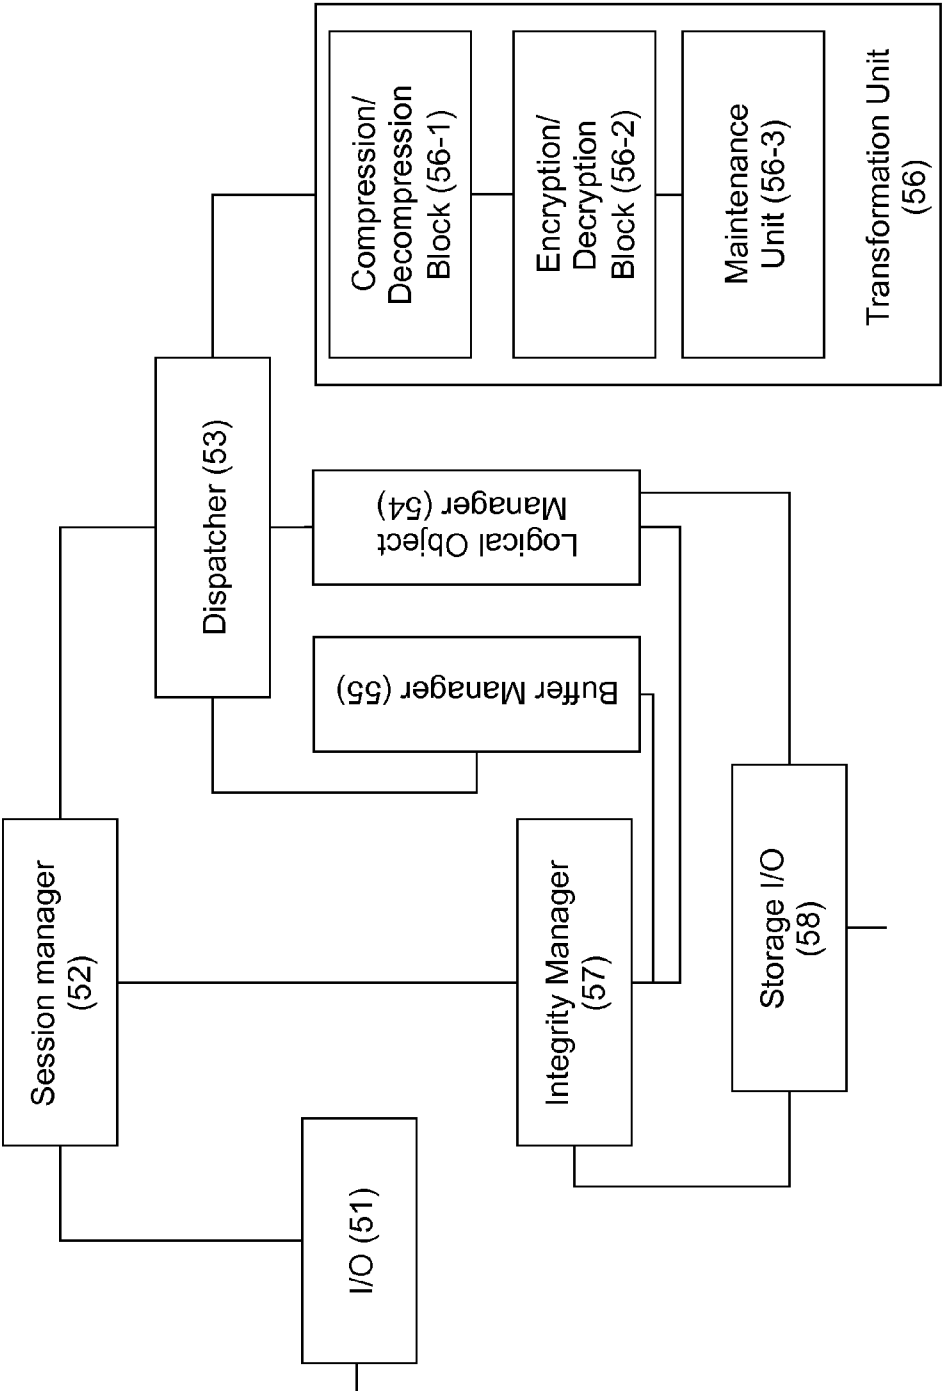 I/O (51)
Session manager
(52)
Integrity Manager
(57)
Storage I/O
(58)
Dispatcher (53)
Buffer Manager (55)
Logical Object
Manager (54)
Compression/
Decompression
Block (56-1)
Encryption/
Decryption
Block (56-2)
Maintenance
Unit (56-3)
Transformation Unit
(56)